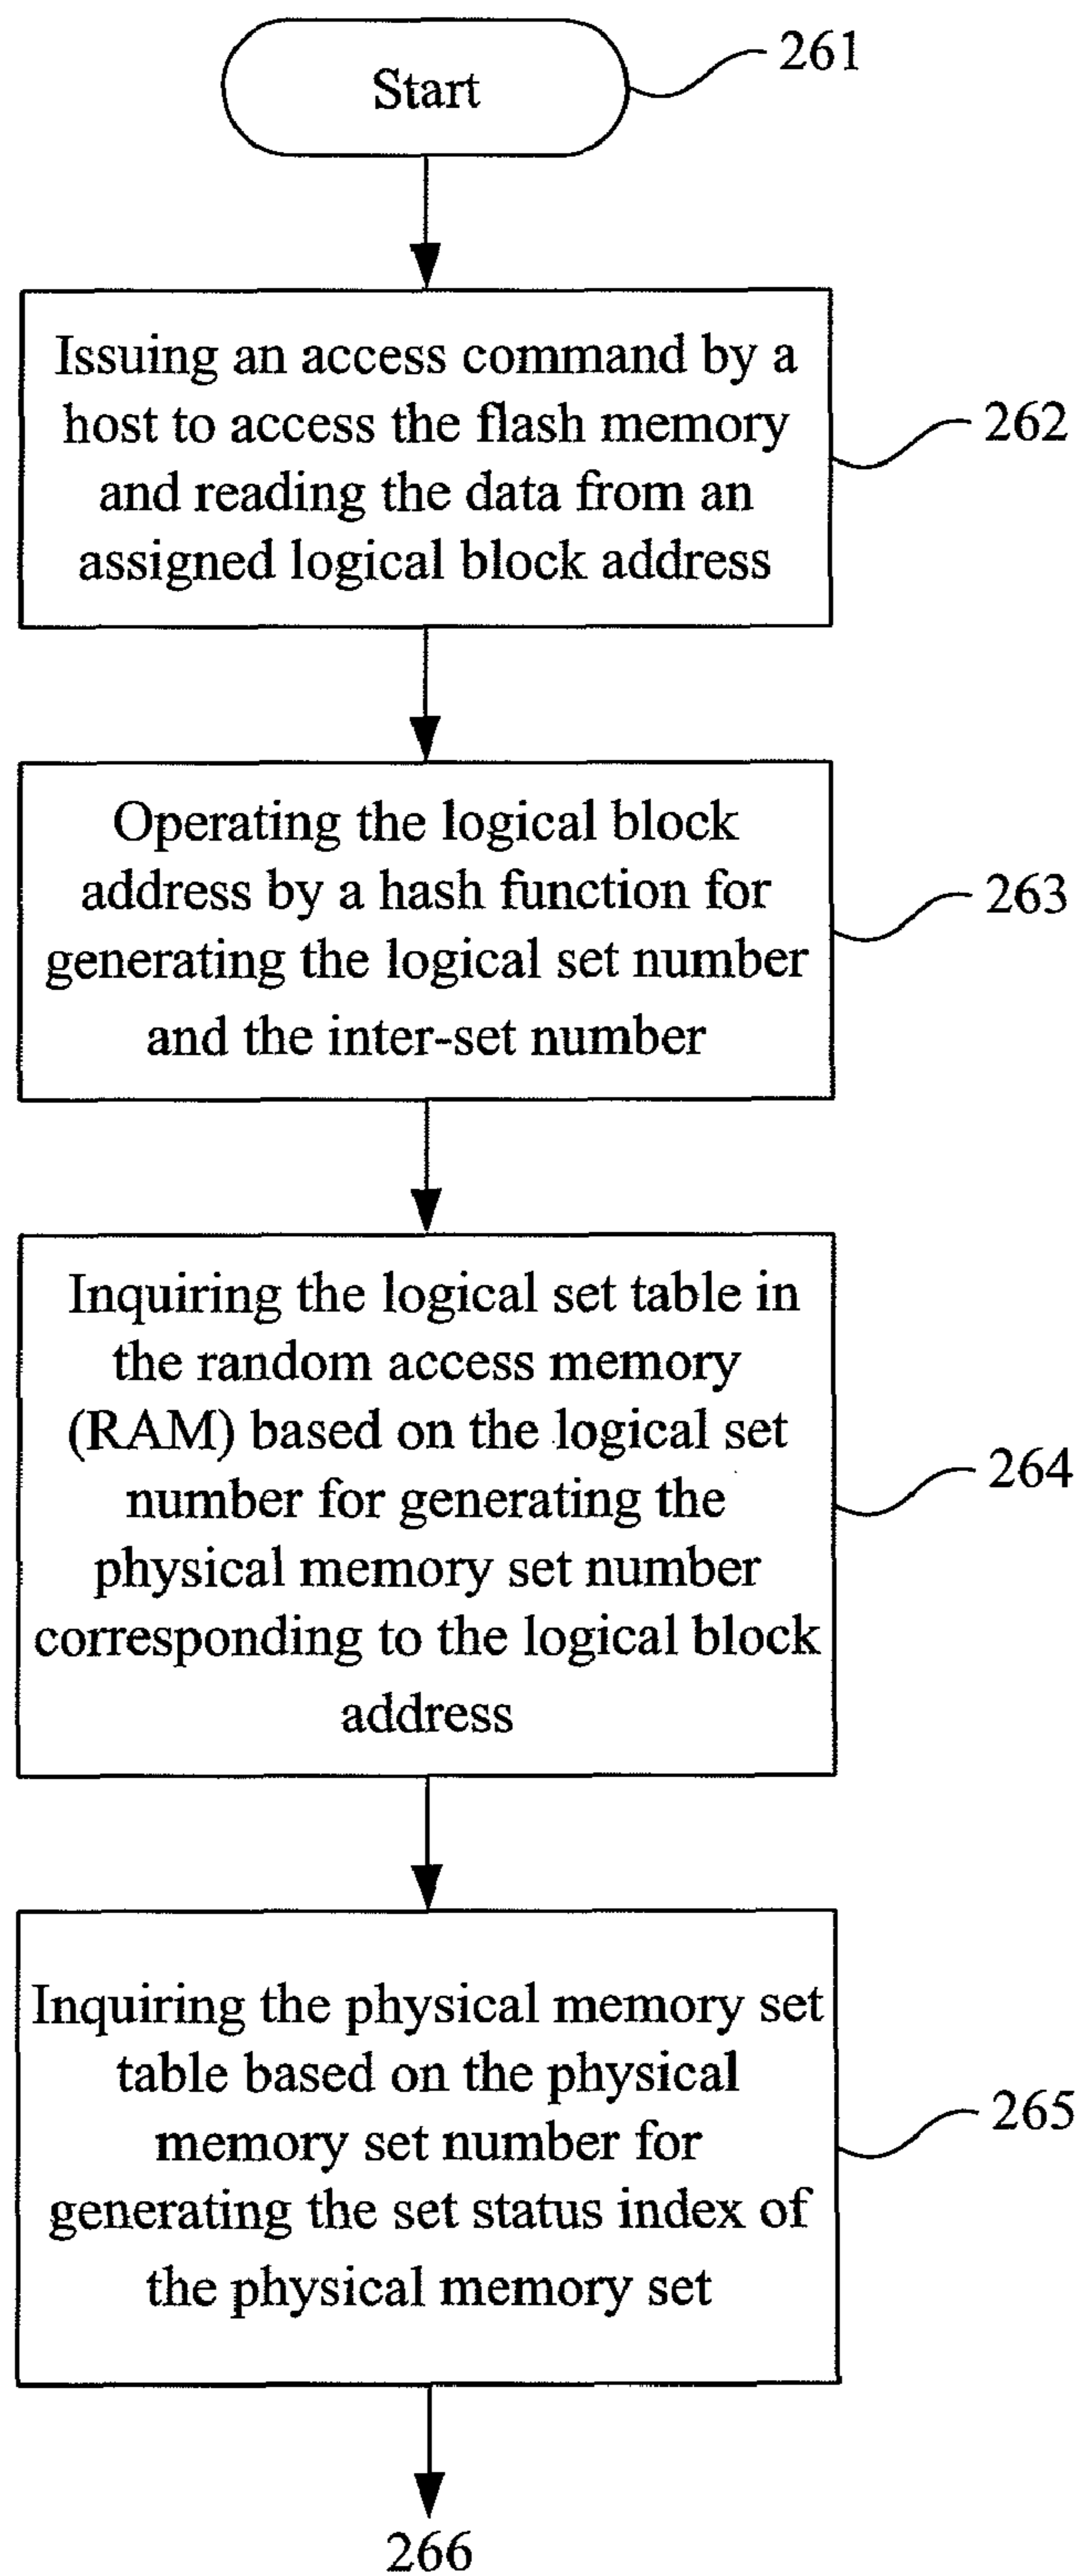 Start
261
Issuing an access command by a
host to access the flash memory
and reading the data from an
assigned logical block address
262
Operating the logical block
address by a hash function for
generating the logical set number
and the inter-set number
263
Inquiring the logical set table in
the random access memory
(RAM) based on the logical set
number for generating the
physical memory set number
corresponding to the logical block
address
264
Inquiring the physical memory set
table based on the physical
memory set number for
generating the set status index of
the physical memory set
265
266